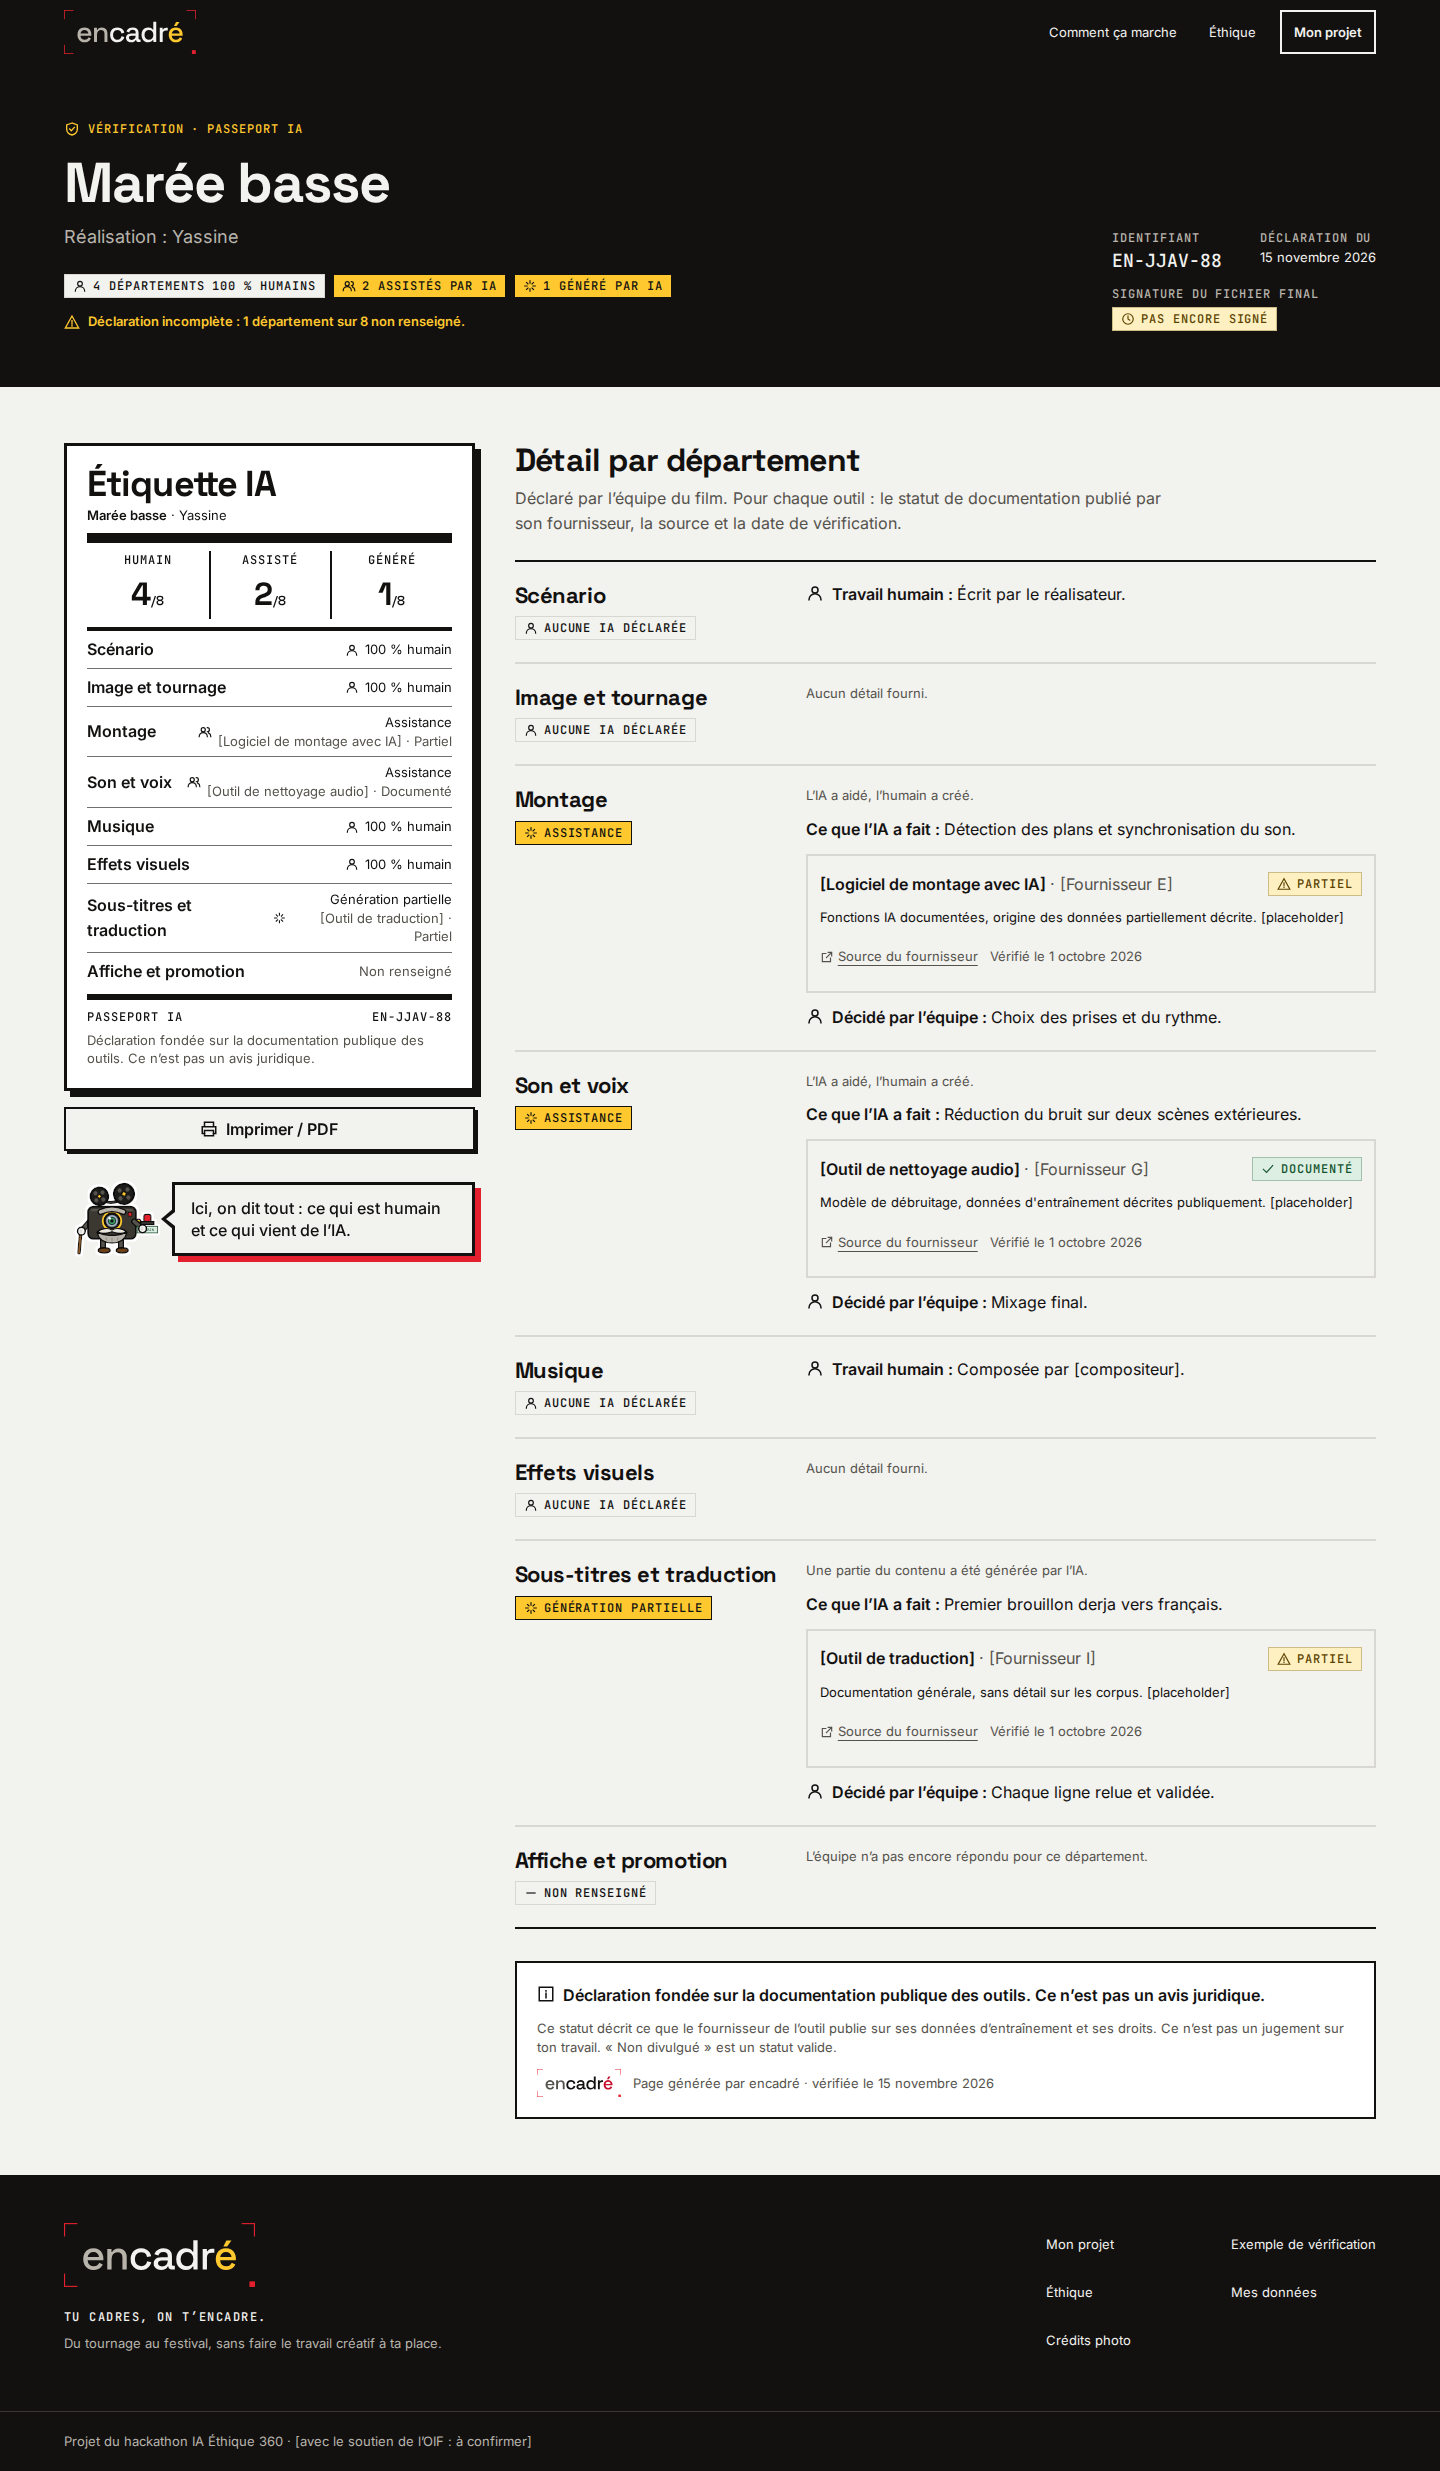 encadré
Comment ça marche
Éthique
Mon projet
VÉRIFICATION · PASSEPORT IA
Marée basse
Réalisation : Yassine
4 DÉPARTEMENTS 100 % HUMAINS
2 ASSISTÉS PAR IA
1 GÉNÉRÉ PAR IA
Déclaration incomplète : 1 département sur 8 non renseigné.
IDENTIFIANT
EN-JJAV-88
DÉCLARATION DU
15 novembre 2026
SIGNATURE DU FICHIER FINAL
PAS ENCORE SIGNÉ
Étiquette IA
Marée basse · Yassine
HUMAIN
4/8
ASSISTÉ
2/8
GÉNÉRÉ
1/8
Scénario
100 % humain
Image et tournage
100 % humain
Montage
Assistance
[Logiciel de montage avec IA] · Partiel
Son et voix
Assistance
[Outil de nettoyage audio] · Documenté
Musique
100 % humain
Effets visuels
100 % humain
Sous-titres et
traduction
Génération partielle
[Outil de traduction] ·
Partiel
Affiche et promotion
Non renseigné
PASSEPORT IA
EN-JJAV-88
Déclaration fondée sur la documentation publique des
outils. Ce n’est pas un avis juridique.
Imprimer / PDF
Ici, on dit tout : ce qui est humain
et ce qui vient de l’IA.
Détail par département
Déclaré par l’équipe du film. Pour chaque outil : le statut de documentation publié par
son fournisseur, la source et la date de vérification.
Scénario
AUCUNE IA DÉCLARÉE
Travail humain : Écrit par le réalisateur.
Image et tournage
AUCUNE IA DÉCLARÉE
Aucun détail fourni.
Montage
ASSISTANCE
L’IA a aidé, l’humain a créé.
Ce que l’IA a fait : Détection des plans et synchronisation du son.
[Logiciel de montage avec IA] · [Fournisseur E]
PARTIEL
Fonctions IA documentées, origine des données partiellement décrite. [placeholder]
Source du fournisseur
Vérifié le 1 octobre 2026
Décidé par l’équipe : Choix des prises et du rythme.
Son et voix
ASSISTANCE
L’IA a aidé, l’humain a créé.
Ce que l’IA a fait : Réduction du bruit sur deux scènes extérieures.
[Outil de nettoyage audio] · [Fournisseur G]
DOCUMENTÉ
Modèle de débruitage, données d'entraînement décrites publiquement. [placeholder]
Source du fournisseur
Vérifié le 1 octobre 2026
Décidé par l’équipe : Mixage final.
Musique
AUCUNE IA DÉCLARÉE
Travail humain : Composée par [compositeur].
Effets visuels
AUCUNE IA DÉCLARÉE
Aucun détail fourni.
Sous-titres et traduction
GÉNÉRATION PARTIELLE
Une partie du contenu a été générée par l’IA.
Ce que l’IA a fait : Premier brouillon derja vers français.
[Outil de traduction] · [Fournisseur I]
PARTIEL
Documentation générale, sans détail sur les corpus. [placeholder]
Source du fournisseur
Vérifié le 1 octobre 2026
Décidé par l’équipe : Chaque ligne relue et validée.
Affiche et promotion
NON RENSEIGNÉ
L’équipe n’a pas encore répondu pour ce département.
Déclaration fondée sur la documentation publique des outils. Ce n’est pas un avis juridique.
Ce statut décrit ce que le fournisseur de l’outil publie sur ses données d’entraînement et ses droits. Ce n’est pas un jugement sur
ton travail. « Non divulgué » est un statut valide.
encadré
Page générée par encadré · vérifiée le 15 novembre 2026
encadré
TU CADRES, ON T’ENCADRE.
Du tournage au festival, sans faire le travail créatif à ta place.
Mon projet
Exemple de vérification
Éthique
Mes données
Crédits photo
Projet du hackathon IA Éthique 360 · [avec le soutien de l’OIF : à confirmer]